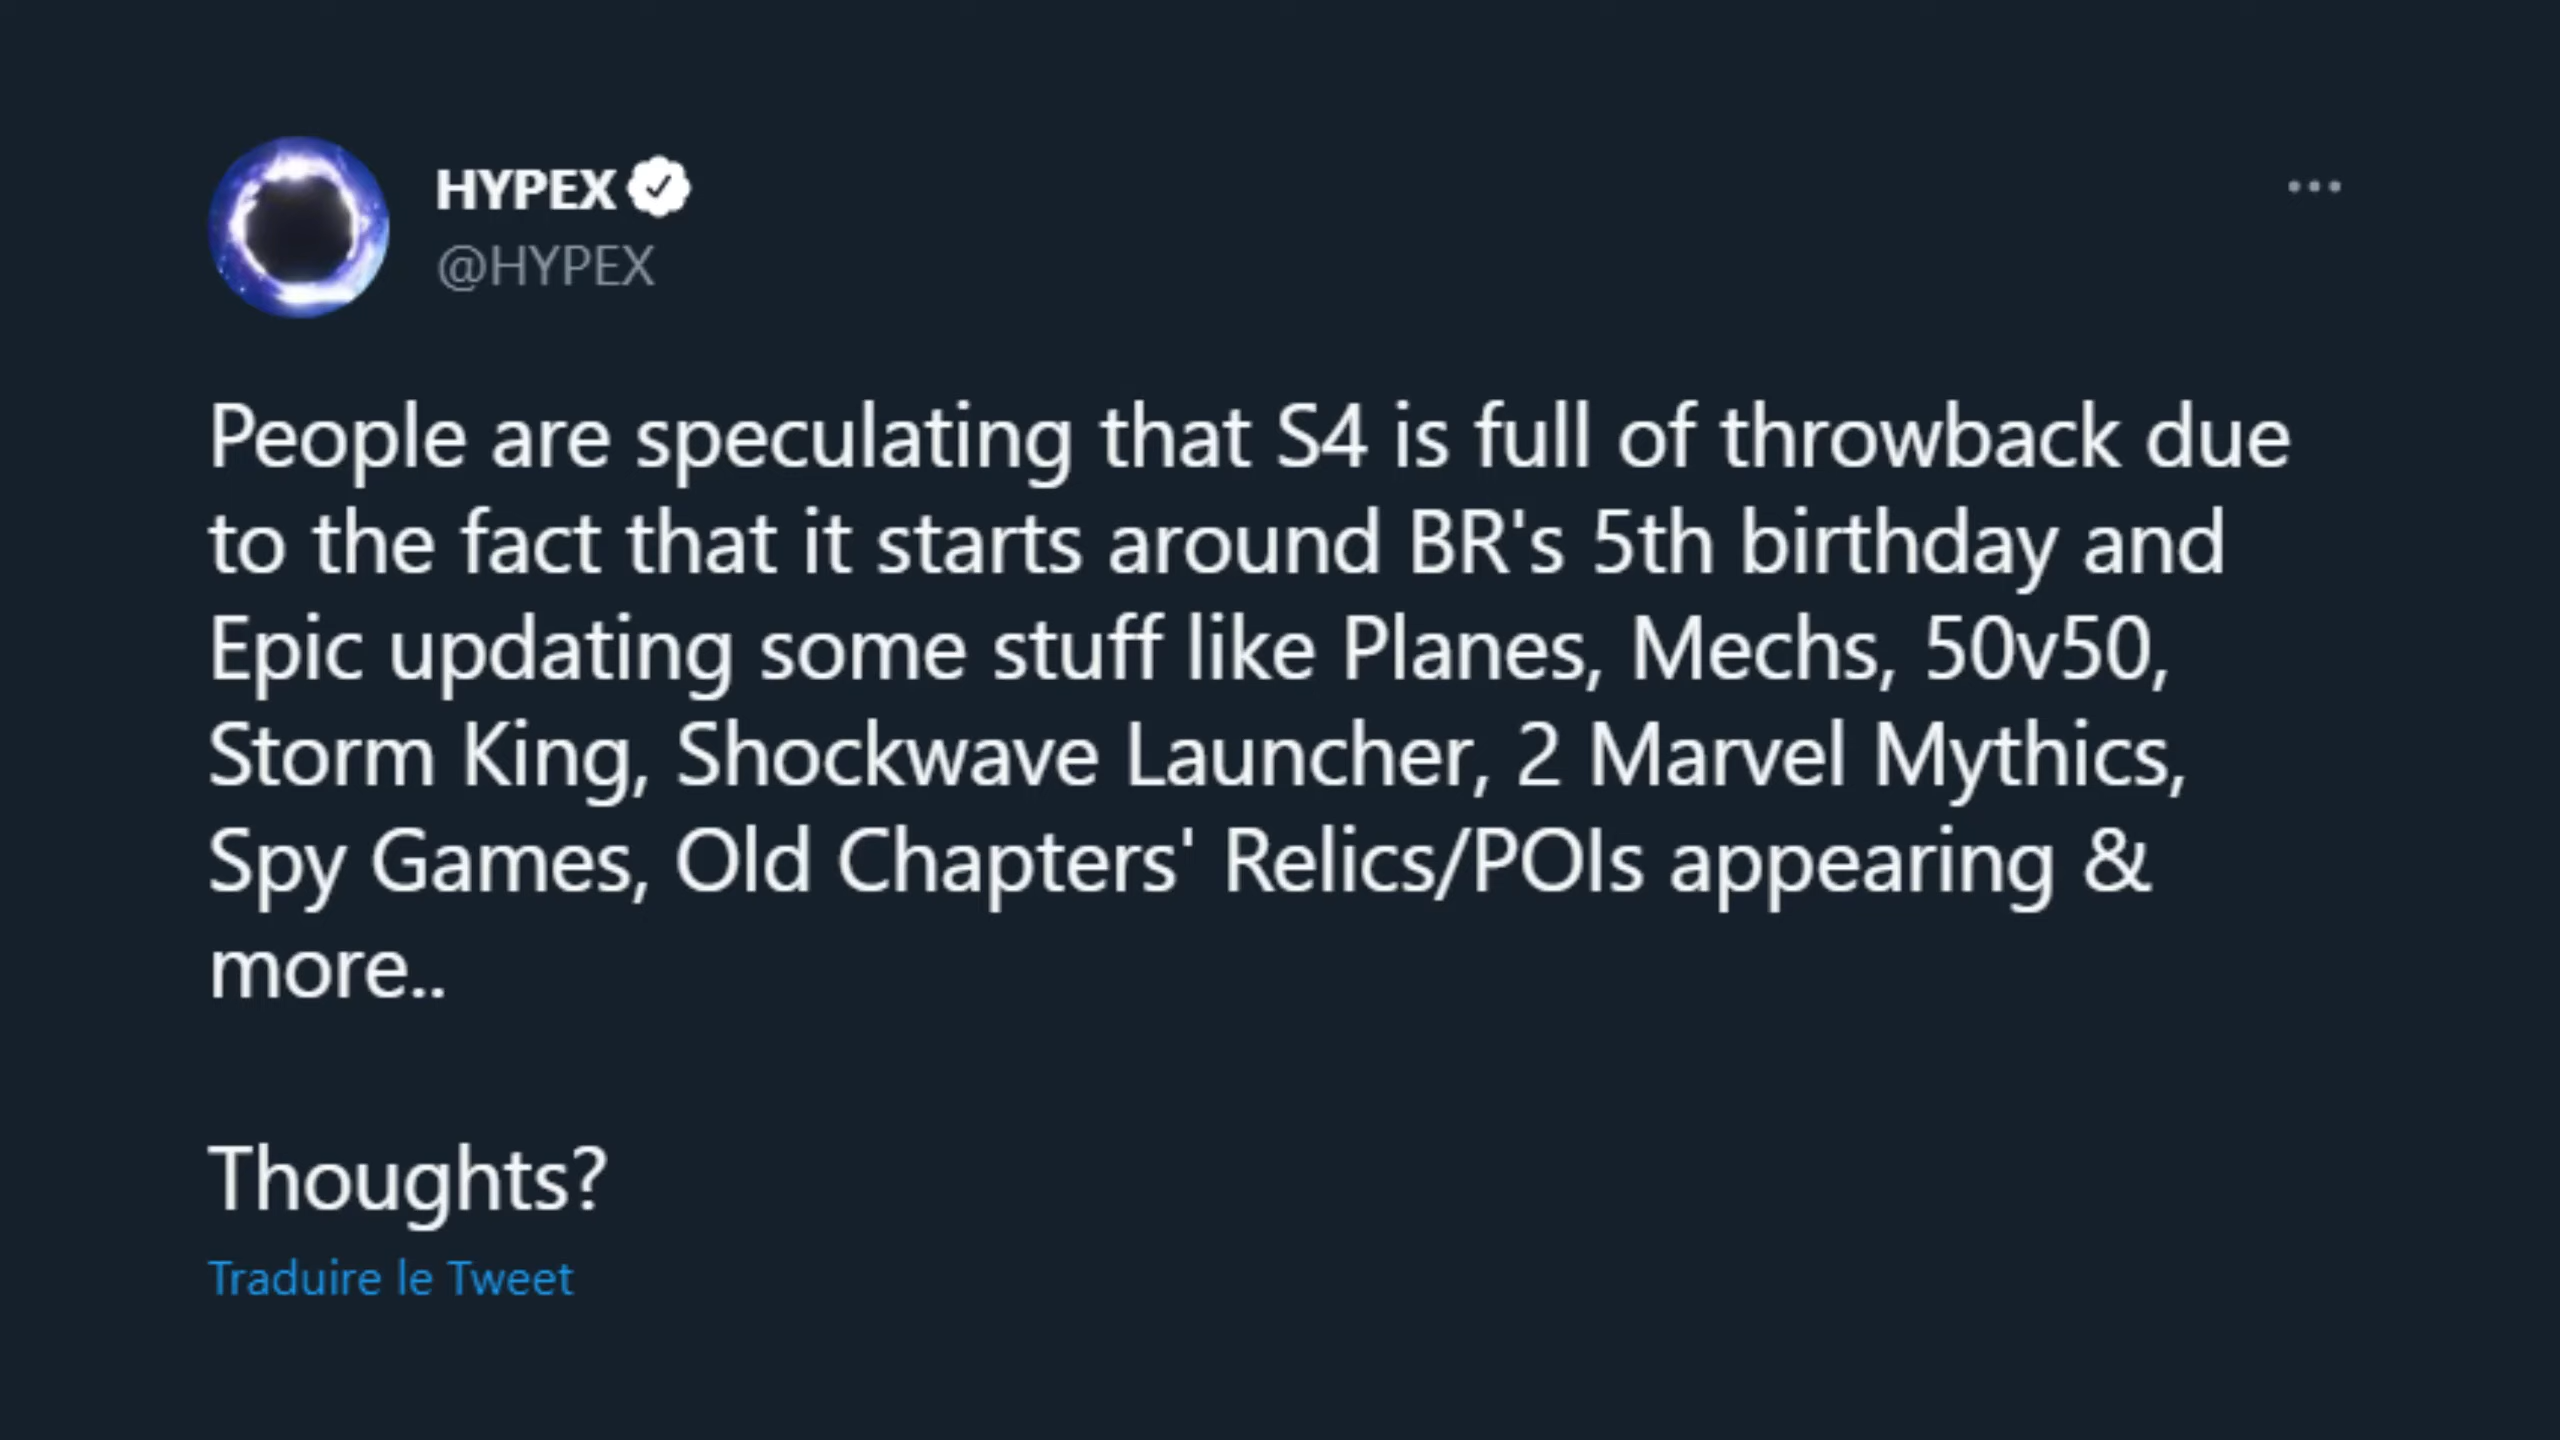 HYPEX
@HYPEX
People are speculating that S4 is full of throwback due
to the fact that it starts around BR's 5th birthday and
Epic updating some stuff like Planes, Mechs, 50v50,
Storm King, Shockwave Launcher, 2 Marvel Mythics,
Spy Games, Old Chapters' Relics/POIs appearing &
more..
Thoughts?
Traduire le Tweet